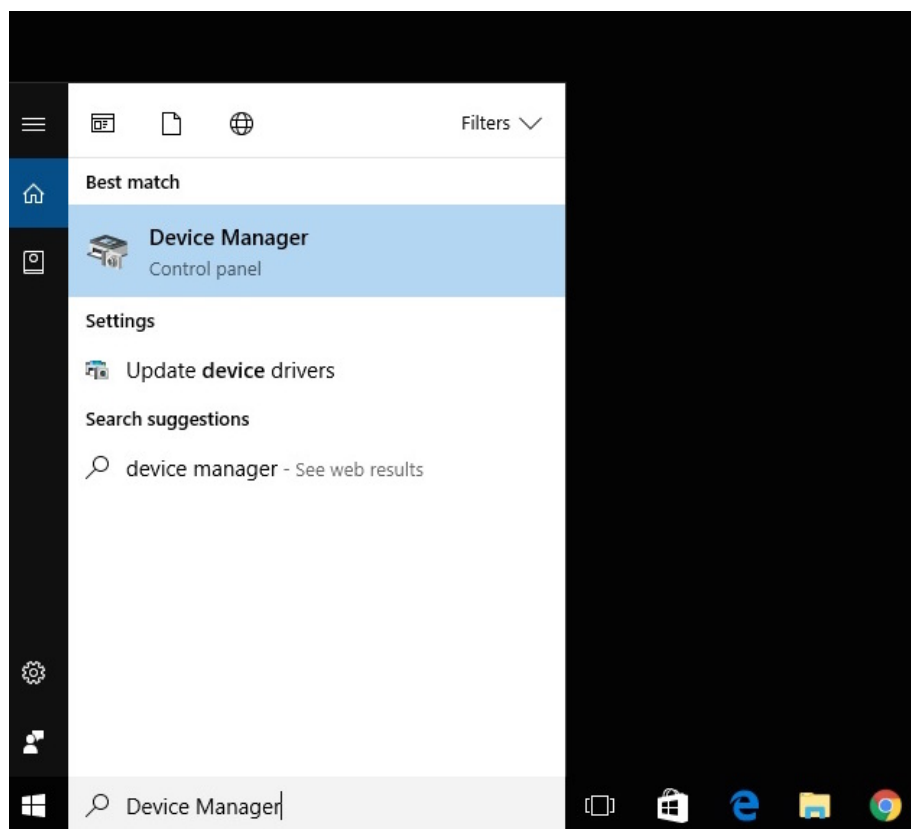 Filters
Best match
Device Manager
Control panel
Settings
Update device drivers
Search suggestions
device manager - See web results
Device Manager